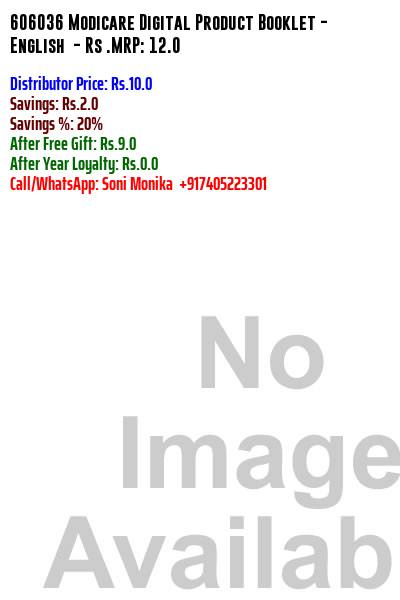 606036 Modicare Digital Product Booklet -
English - Rs .MRP: 12.0
Distributor Price: Rs.10.0
Savings: Rs.2.0
Savings %: 20%
After Free Gift: Rs.9.0
After Year Loyalty: Rs.0.0
Call/WhatsApp: Soni Monika +917405223301
No
Image
Availab